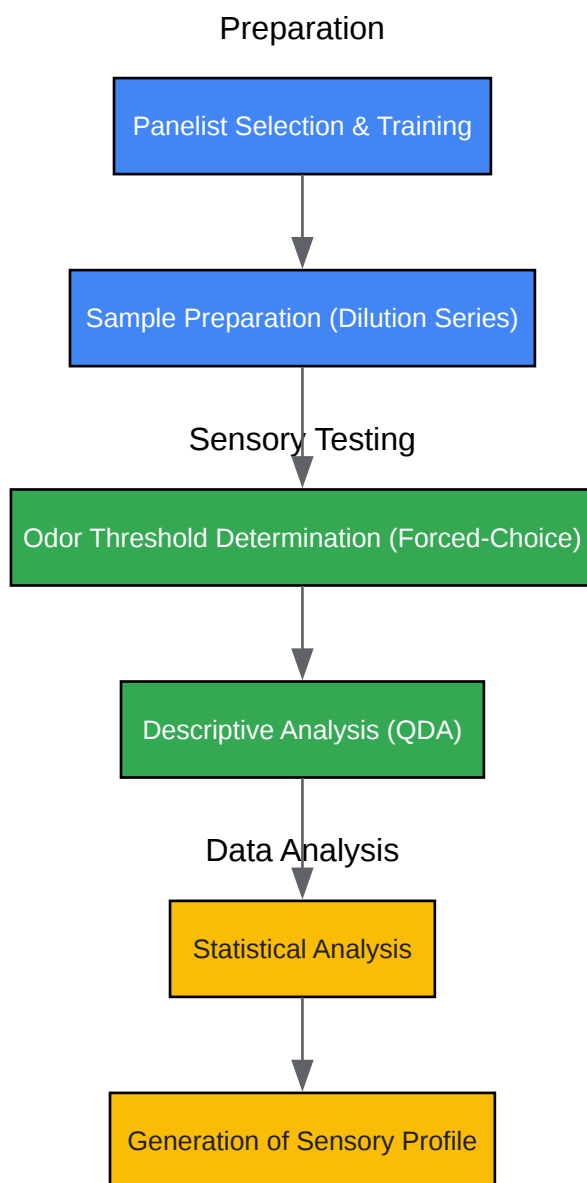 Preparation
Panelist Selection & Training
Sample Preparation (Dilution Series)
Sensory Testing
Odor Threshold Determination (Forced-Choice)
Descriptive Analysis (QDA)
Data Analysis
Statistical Analysis
Generation of Sensory Profile